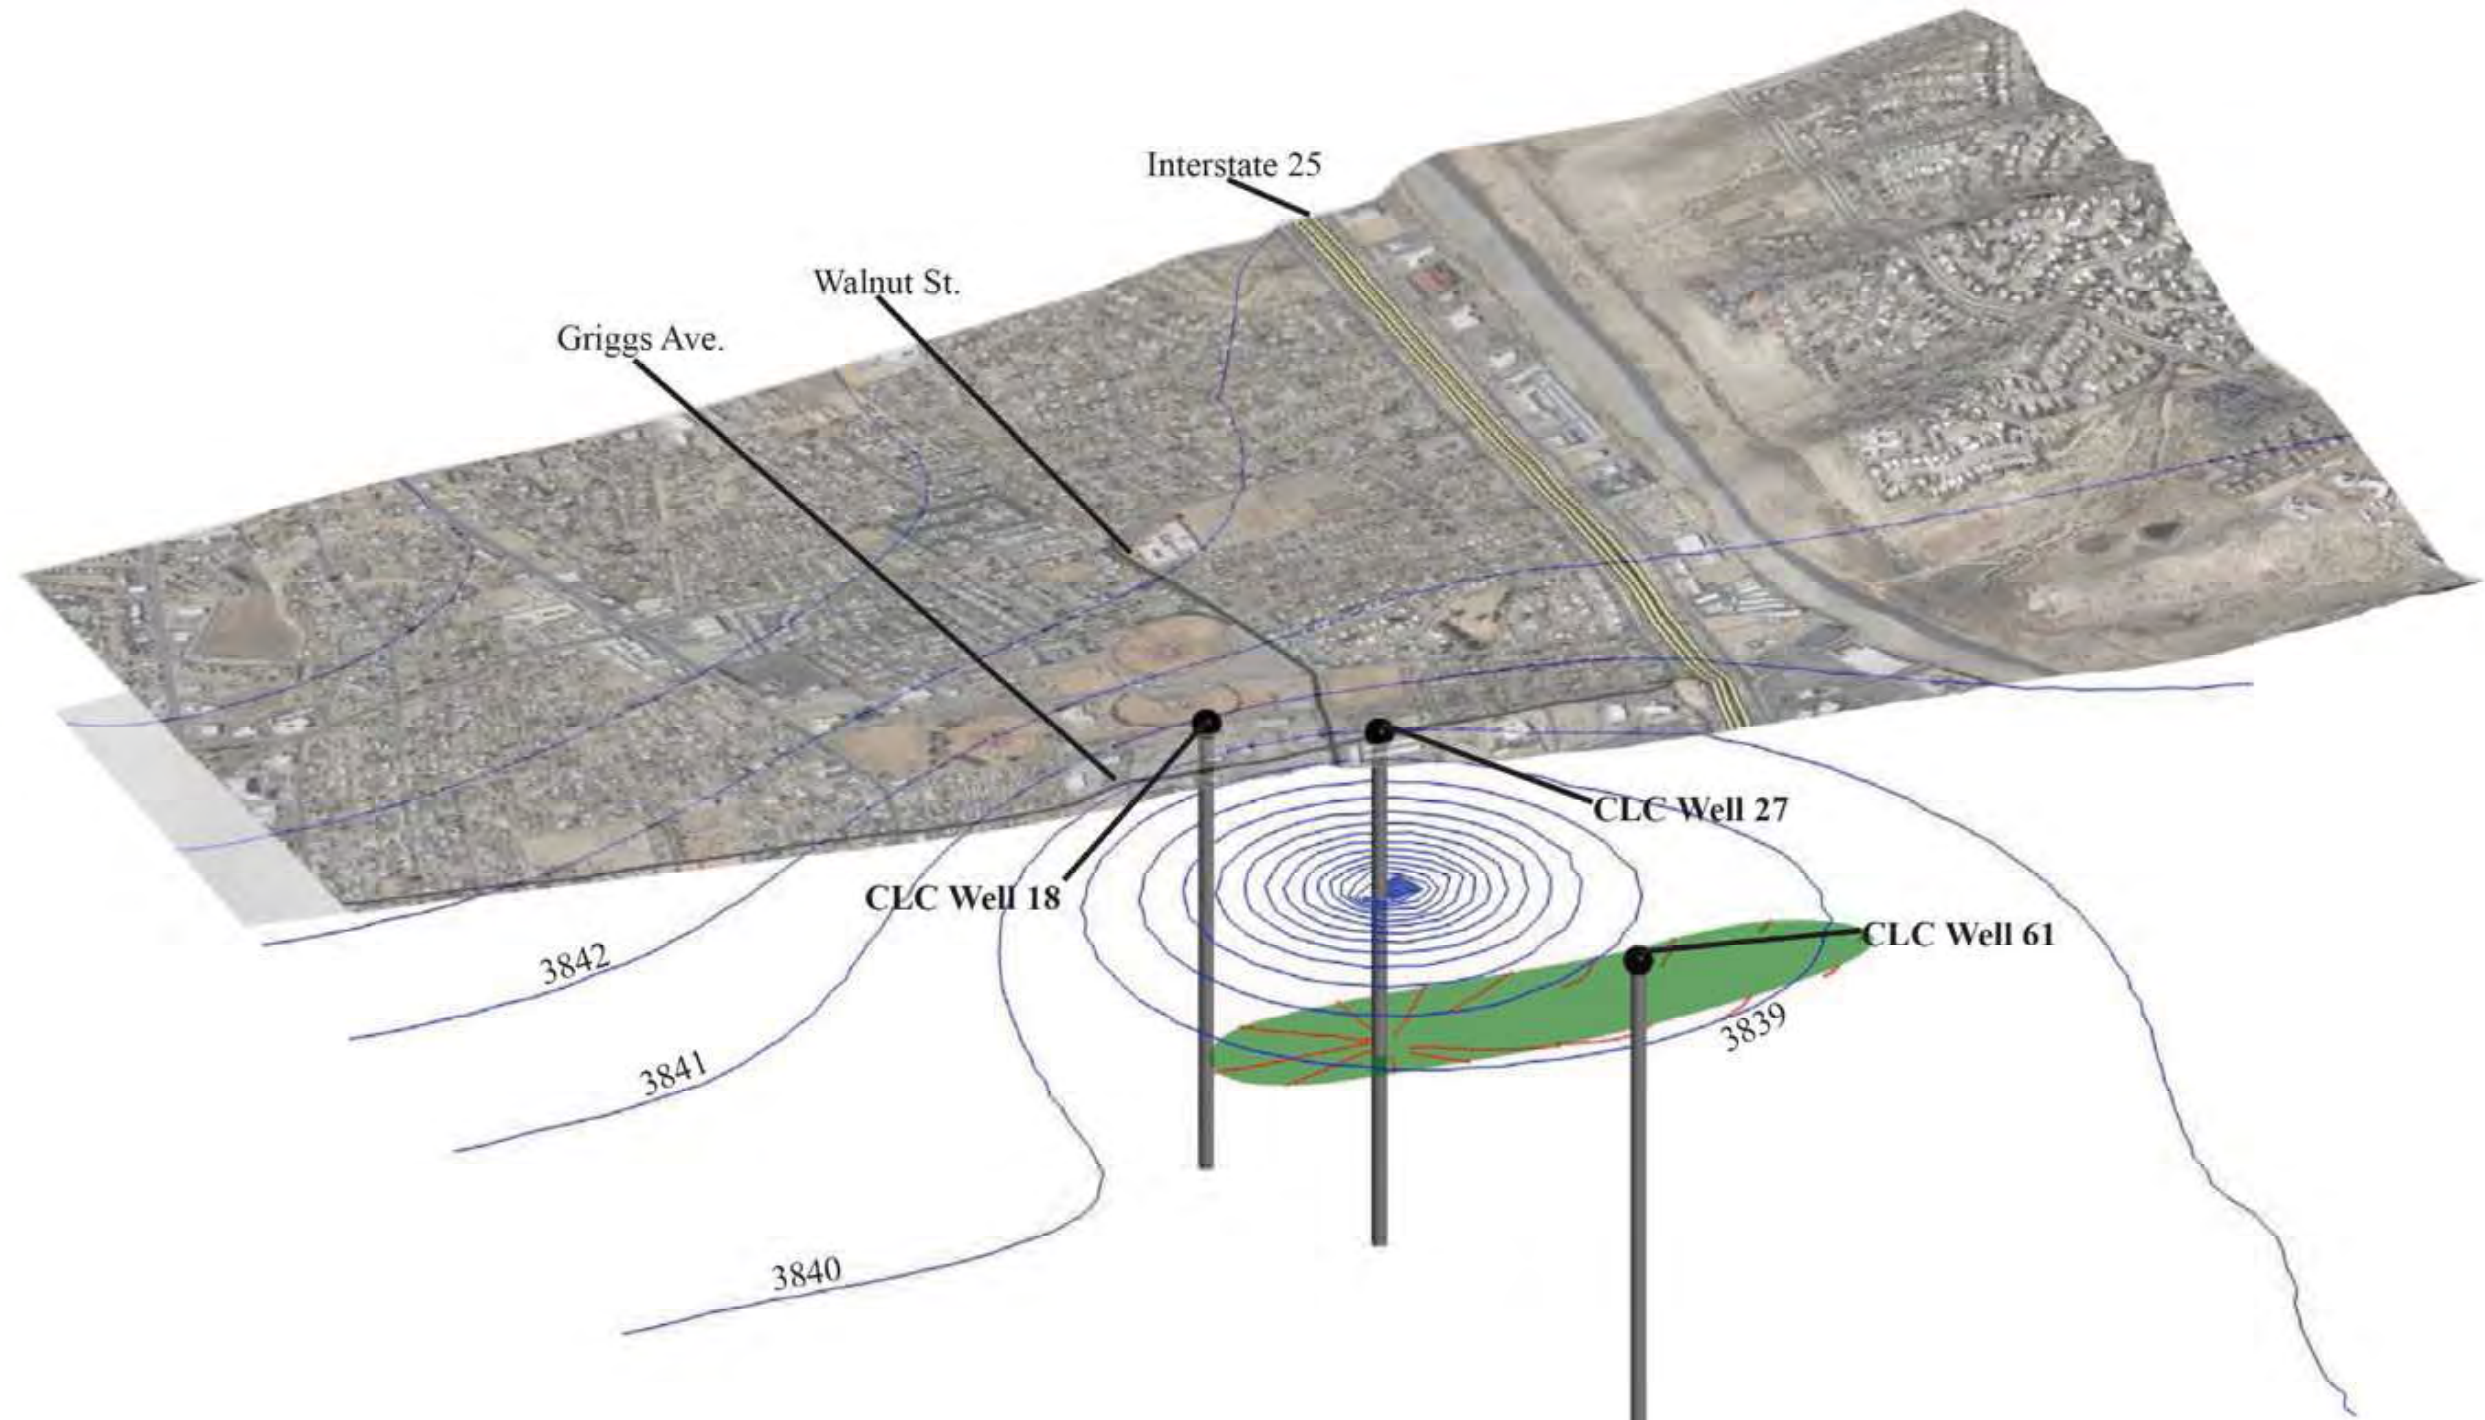 Interstate 25
Walnut St.
Griggs Ave.
CLC Well 27
CLC Well 18
CLC Well 61
3842
3839
3841
3840